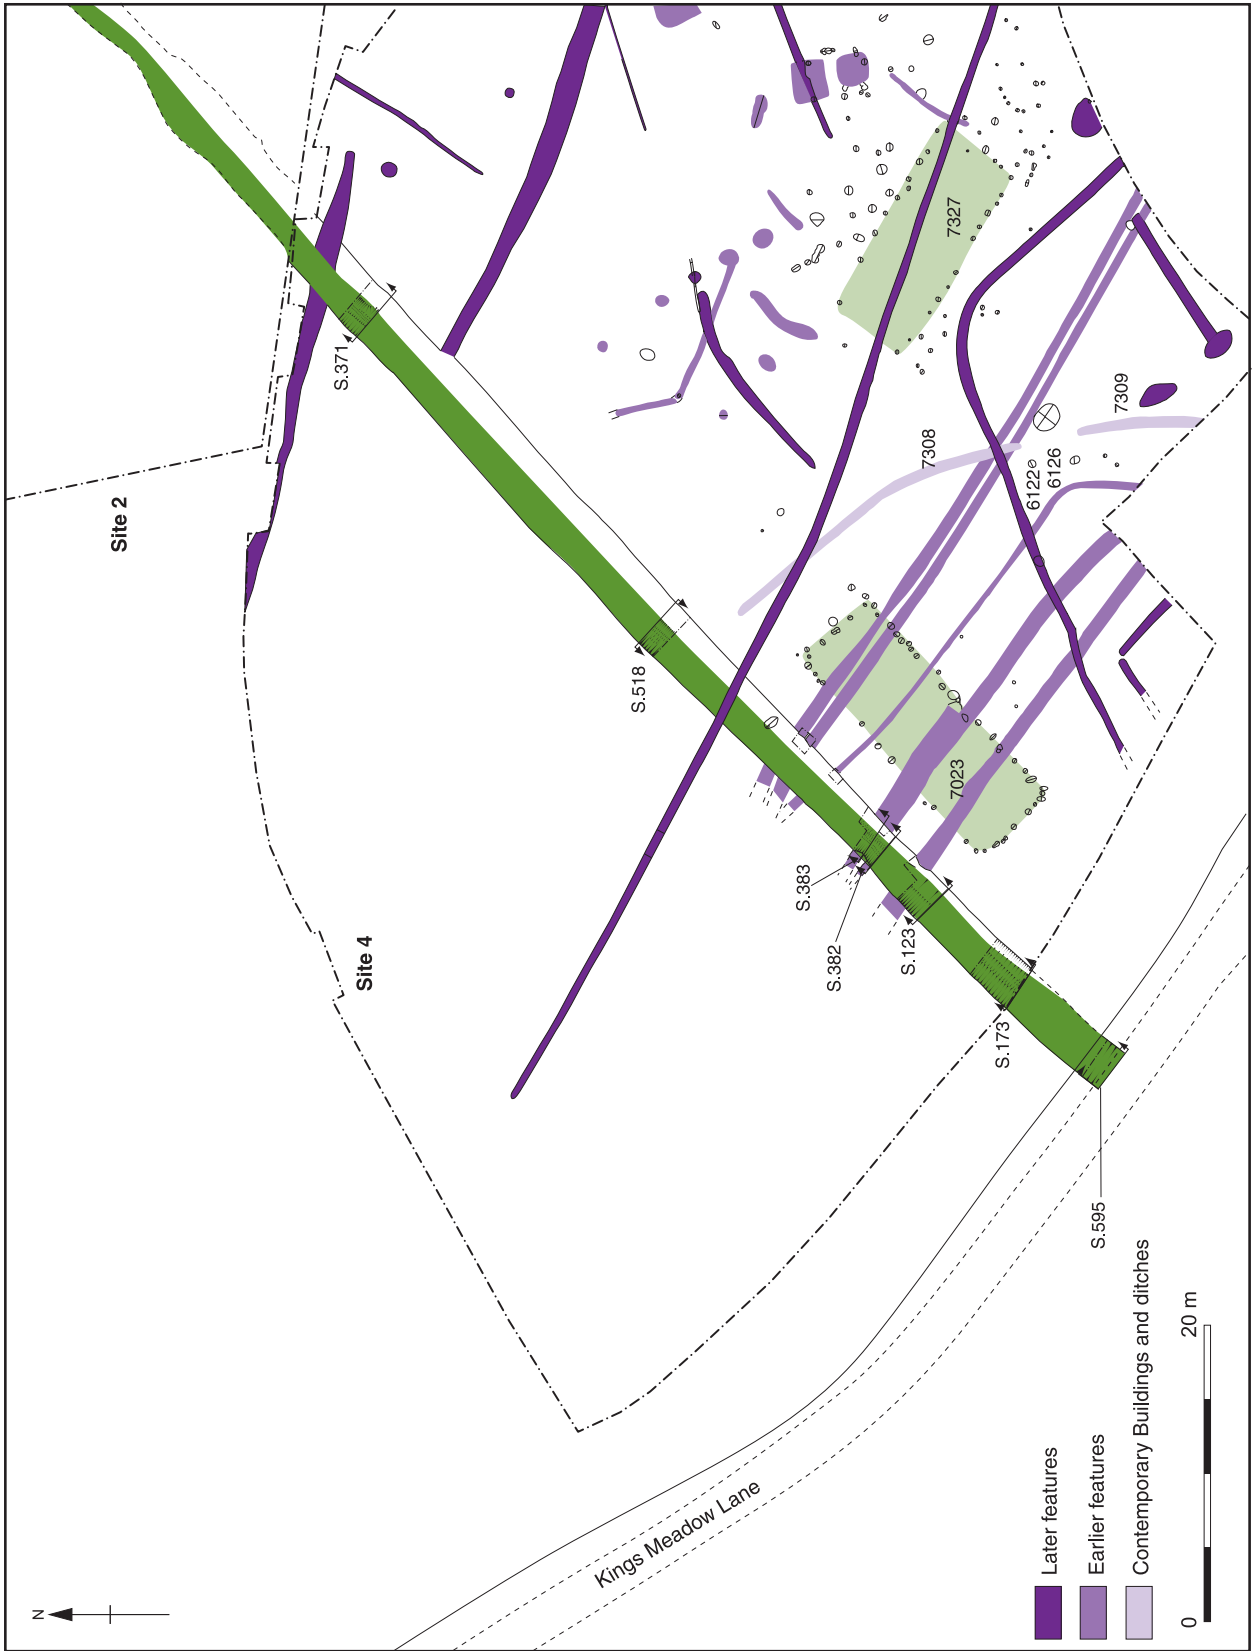 N
Site 2
Site 4
S.371
S.518
S.383
S.382
S.123
S.173
S.595
7327
7308
7309
6122
6126
7023
Kings Meadow Lane
Later features
Earlier features
Contemporary Buildings and ditches
0 20 m